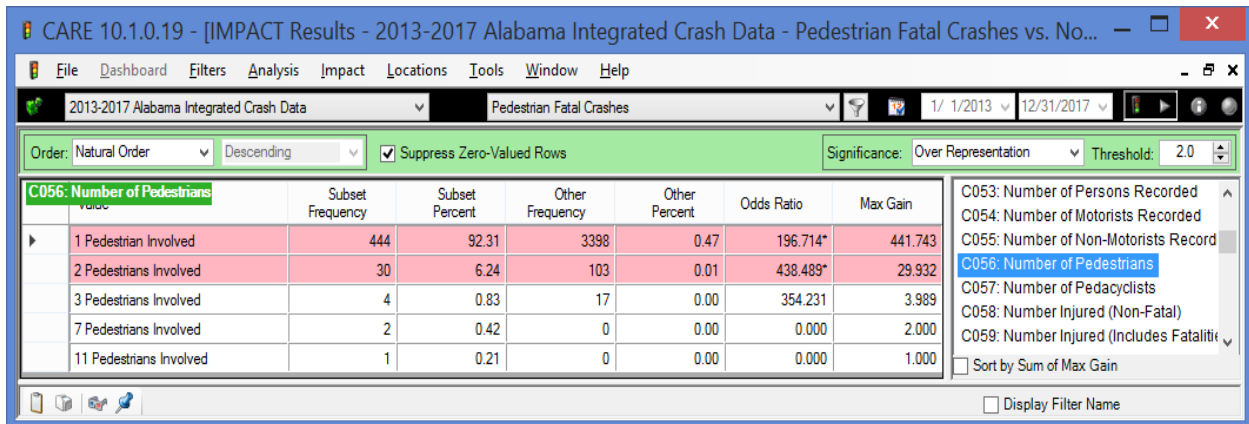 CARE 10.1.0.19 - [IMPACT Results - 2013-2017 Alabama Integrated Crash Data - Pedestrian Fatal Crashes vs. No...
File Dashboard Filters Analysis Impact Locations Tools Window Help
2013-2017 Alabama Integrated Crash Data Pedestrian Fatal Crashes 1/ 1/2013 12/31/2017
Order: Natural Order Descending Suppress Zero-Valued Rows Significance: Over Representation Threshold: 2.0
C056: Number of Pedestrians Subset Frequency Subset Percent Other Frequency Other Percent Odds Ratio Max Gain
1 Pedestrian Involved 444 92.31 3398 0.47 196.714* 441.743
2 Pedestrians Involved 30 6.24 103 0.01 438.489* 29.932
3 Pedestrians Involved 4 0.83 17 0.00 354.231 3.989
7 Pedestrians Involved 2 0.42 0 0.00 0.000 2.000
11 Pedestrians Involved 1 0.21 0 0.00 0.000 1.000
C053: Number of Persons Recorded
C054: Number of Motorists Recorded
C055: Number of Non-Motorists Record
C056: Number of Pedestrians
C057: Number of Pedacyclists
C058: Number Injured (Non-Fatal)
C059: Number Injured (Includes Fatalitie
Sort by Sum of Max Gain
Display Filter Name